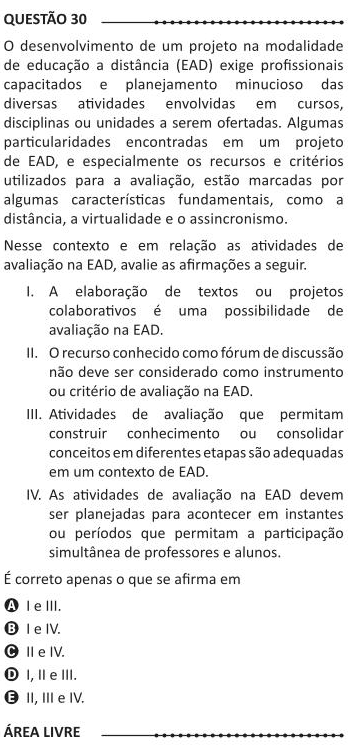 QUESTÃO 30
O desenvolvimento de um projeto na modalidade
de educação a distância (EAD) exige profissionais
capacitados e planejamento minucioso das
diversas atividades envolvidas em cursos,
disciplinas ou unidades a serem ofertadas. Algumas
particularidades encontradas em um projeto
de EAD, e especialmente os recursos e critérios
utilizados para a avaliação, estão marcadas por
algumas características fundamentais, como a
distância, a virtualidade e o assincronismo.
Nesse contexto e em relação as atividades de
avaliação na EAD, avalie as afirmações a seguir.
I. A elaboração de textos ou projetos
colaborativos é uma possibilidade de
avaliação na EAD.
II. O recurso conhecido como fórum de discussão
não deve ser considerado como instrumento
ou critério de avaliação na EAD.
III. Atividades de avaliação que permitam
construir conhecimento ou consolidar
conceitos em diferentes etapas são adequadas
em um contexto de EAD.
IV. As atividades de avaliação na EAD devem
ser planejadas para acontecer em instantes
ou períodos que permitam a participação
simultânea de professores e alunos.
É correto apenas o que se afirma em
A I e III.
B I e IV.
C II e IV.
D I, II e III.
E II, III e IV.
ÁREA LIVRE